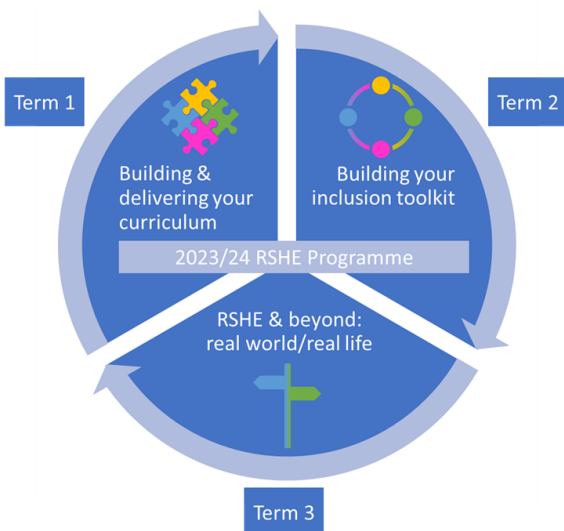 Term 1
Building &
delivering your
curriculum
Term 2
Building your
inclusion toolkit
2023/24 RSHE Programme
RSHE & beyond:
real world/real life
Term 3